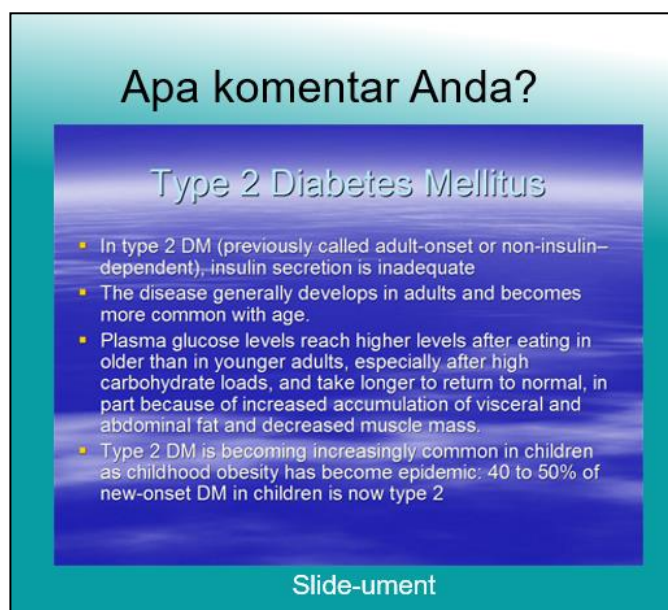 Apa komentar Anda?
Type 2 Diabetes Mellitus
In type 2 DM (previously called adult-onset or non-insulin–
dependent), insulin secretion is inadequate
The disease generally develops in adults and becomes
more common with age.
Plasma glucose levels reach higher levels after eating in
older than in younger adults, especially after high
carbohydrate loads, and take longer to return to normal, in
part because of increased accumulation of visceral and
abdominal fat and decreased muscle mass.
Type 2 DM is becoming increasingly common in children
as childhood obesity has become epidemic: 40 to 50% of
new-onset DM in children is now type 2
Slide-ument